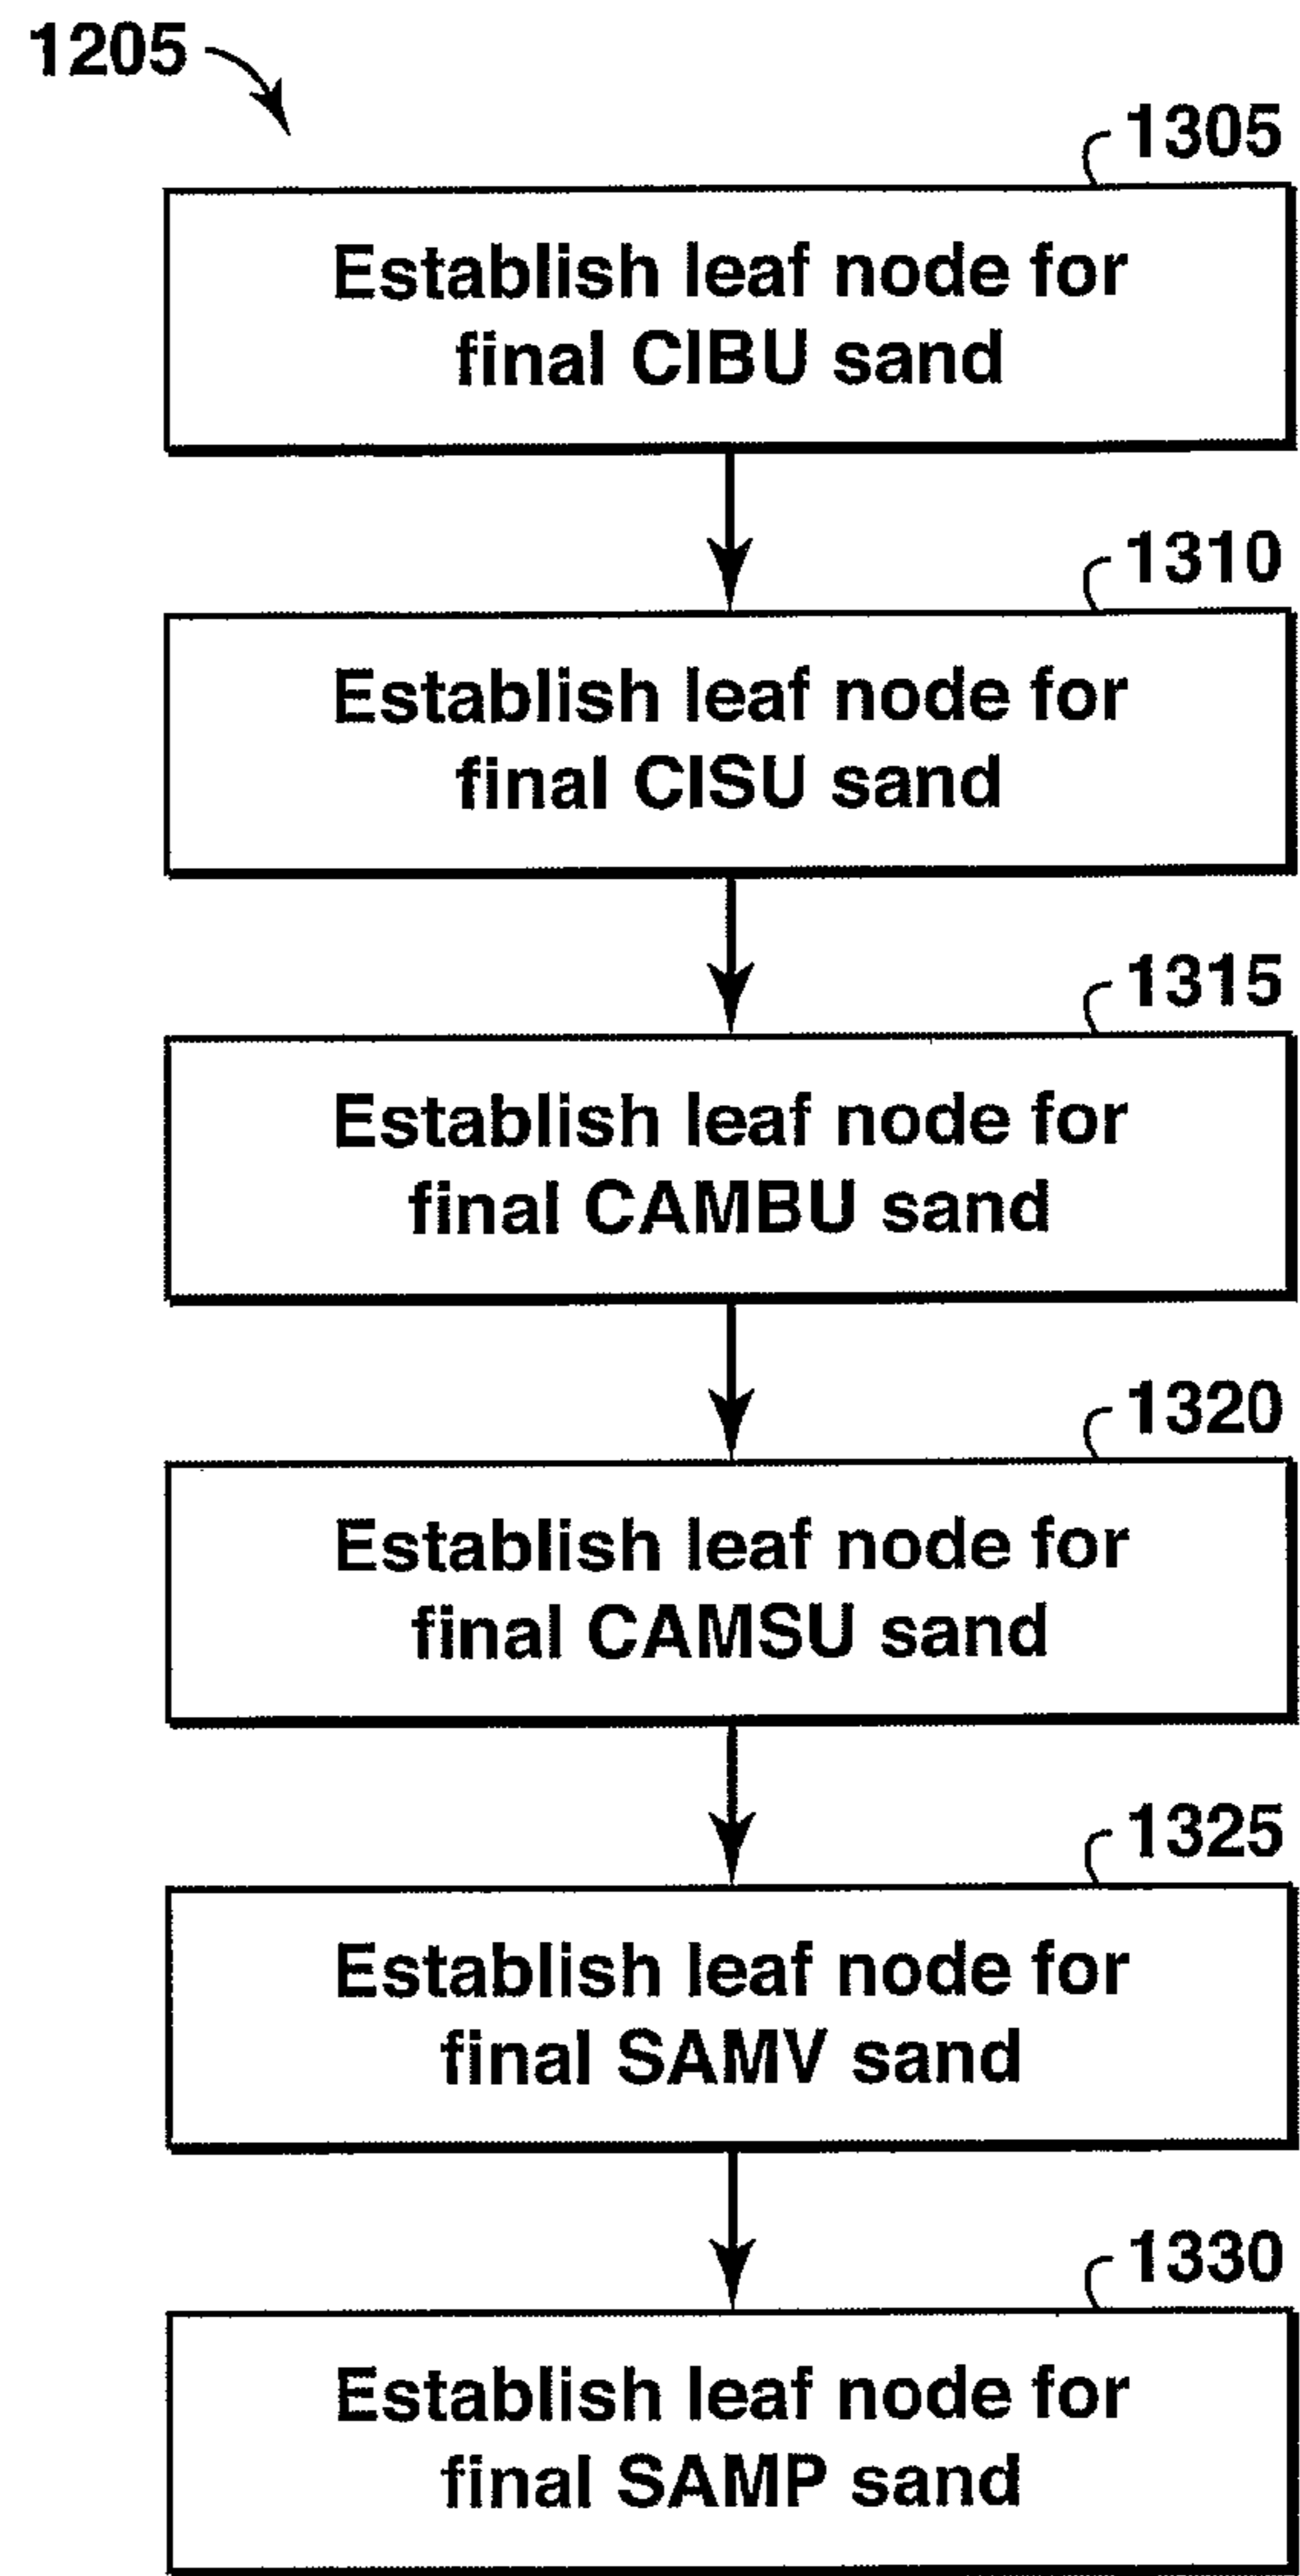 1205
1305
Establish leaf node for
final CIBU sand
1310
Establish leaf node for
final CISU sand
1315
Establish leaf node for
final CAMBU sand
1320
Establish leaf node for
final CAMSU sand
1325
Establish leaf node for
final SAMV sand
1330
Establish leaf node for
final SAMP sand